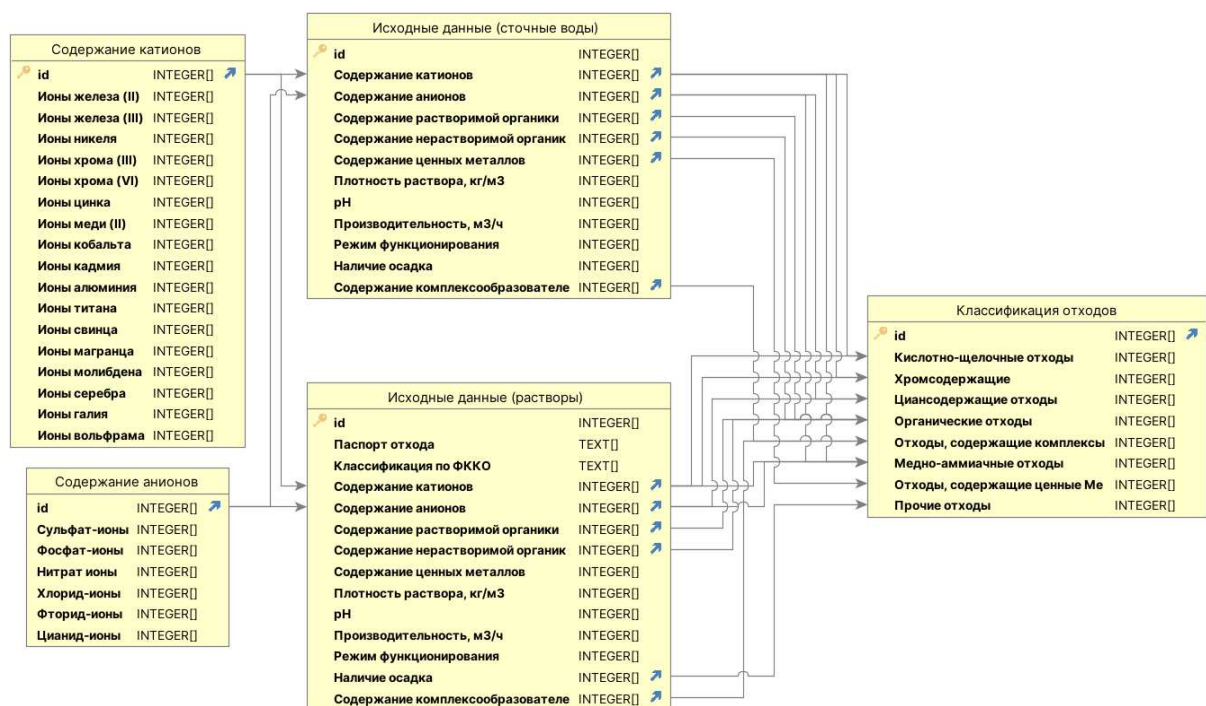 Содержание катионов
id INTEGER[]
Ионы железа (II) INTEGER[]
Ионы железа (III) INTEGER[]
Ионы никеля INTEGER[]
Ионы хрома (III) INTEGER[]
Ионы хрома (VI) INTEGER[]
Ионы цинка INTEGER[]
Ионы меди (II) INTEGER[]
Ионы кобальта INTEGER[]
Ионы кадмия INTEGER[]
Ионы алюминия INTEGER[]
Ионы титана INTEGER[]
Ионы свинца INTEGER[]
Ионы магранца INTEGER[]
Ионы молибдена INTEGER[]
Ионы серебра INTEGER[]
Ионы галия INTEGER[]
Ионы вольфрама INTEGER[]
Содержание анионов
id INTEGER[]
Сульфат-ионы INTEGER[]
Фосфат-ионы INTEGER[]
Нитрат ионы INTEGER[]
Хлорид-ионы INTEGER[]
Фторид-ионы INTEGER[]
Цианид-ионы INTEGER[]
Исходные данные (сточные воды)
id INTEGER[]
Содержание катионов INTEGER[]
Содержание анионов INTEGER[]
Содержание растворимой органики INTEGER[]
Содержание нерастворимой органик INTEGER[]
Содержание ценных металлов INTEGER[]
Плотность раствора, кг/м3 INTEGER[]
pH INTEGER[]
Производительность, м3/ч INTEGER[]
Режим функционирования INTEGER[]
Наличие осадка INTEGER[]
Содержание комплексообразователе INTEGER[]
Исходные данные (растворы)
id INTEGER[]
Паспорт отхода TEXT[]
Классификация по ФККО TEXT[]
Содержание катионов INTEGER[]
Содержание анионов INTEGER[]
Содержание растворимой органики INTEGER[]
Содержание нерастворимой органик INTEGER[]
Содержание ценных металлов INTEGER[]
Плотность раствора, кг/м3 INTEGER[]
pH INTEGER[]
Производительность, м3/ч INTEGER[]
Режим функционирования INTEGER[]
Наличие осадка INTEGER[]
Содержание комплексообразователе INTEGER[]
Классификация отходов
id INTEGER[]
Кислотно-щелочные отходы INTEGER[]
Хромсодержащие INTEGER[]
Циансодержащие отходы INTEGER[]
Органические отходы INTEGER[]
Отходы, содержащие комплексы INTEGER[]
Медно-аммиачные отходы INTEGER[]
Отходы, содержащие ценные Ме INTEGER[]
Прочие отходы INTEGER[]